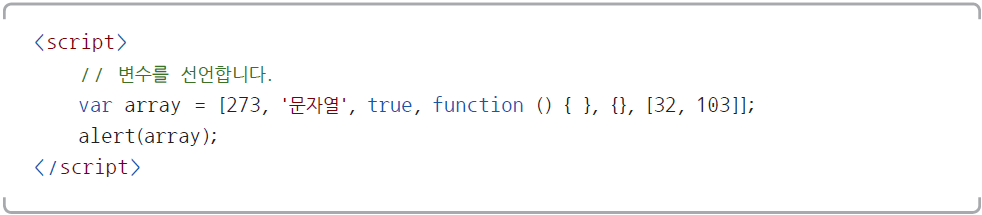 <script>
// 변수를 선언합니다.
var array = [273, '문자열', true, function () { }, {}, [32, 103]];
alert(array);
</script>